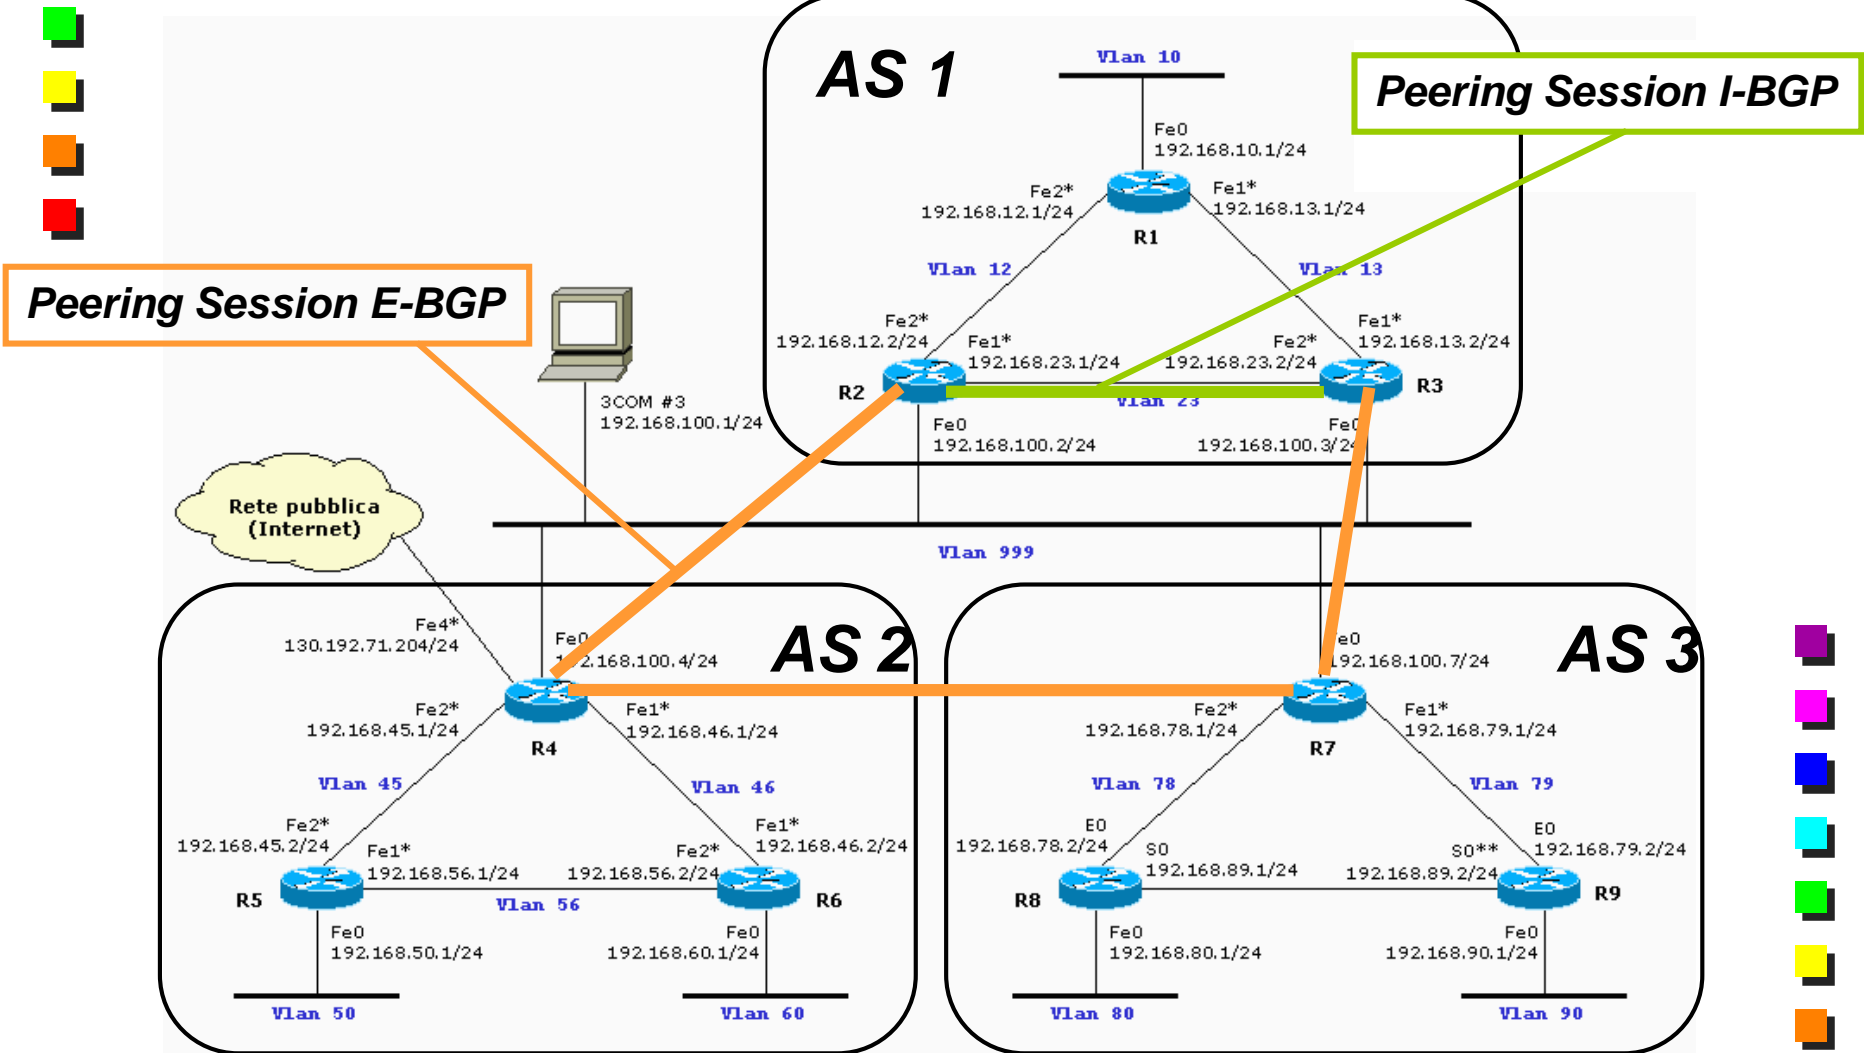 AS 1
Vlan 10
Peering Session I-BGP
Fe0
192.168.10.1/24
Fe2*
192.168.12.1/24
Fe1*
192.168.13.1/24
R1
Vlan 12
Vlan 13
Peering Session E-BGP
Fe2*
192.168.12.2/24
Fe1*
192.168.23.1/24
Fe2*
192.168.23.2/24
Fe1*
192.168.13.2/24
R2
R3
Vlan 23
3COM #3
192.168.100.1/24
Fe0
192.168.100.2/24
Fe0
192.168.100.3/24
Rete pubblica
(Internet)
Vlan 999
AS 2
AS 3
Fe4*
130.192.71.204/24
Fe0
192.168.100.4/24
Fe0
192.168.100.7/24
Fe2*
192.168.45.1/24
Fe1*
192.168.46.1/24
R4
Fe2*
192.168.78.1/24
Fe1*
192.168.79.1/24
R7
Vlan 45
Vlan 46
Vlan 78
Vlan 79
Fe2*
192.168.45.2/24
Fe1*
192.168.56.1/24
Fe2*
192.168.56.2/24
Fe1*
192.168.46.2/24
E0
192.168.78.2/24
S0
192.168.89.1/24
S0**
192.168.89.2/24
E0
192.168.79.2/24
R5
Vlan 56
R6
R8
R9
Fe0
192.168.50.1/24
Fe0
192.168.60.1/24
Fe0
192.168.80.1/24
Fe0
192.168.90.1/24
Vlan 50
Vlan 60
Vlan 80
Vlan 90